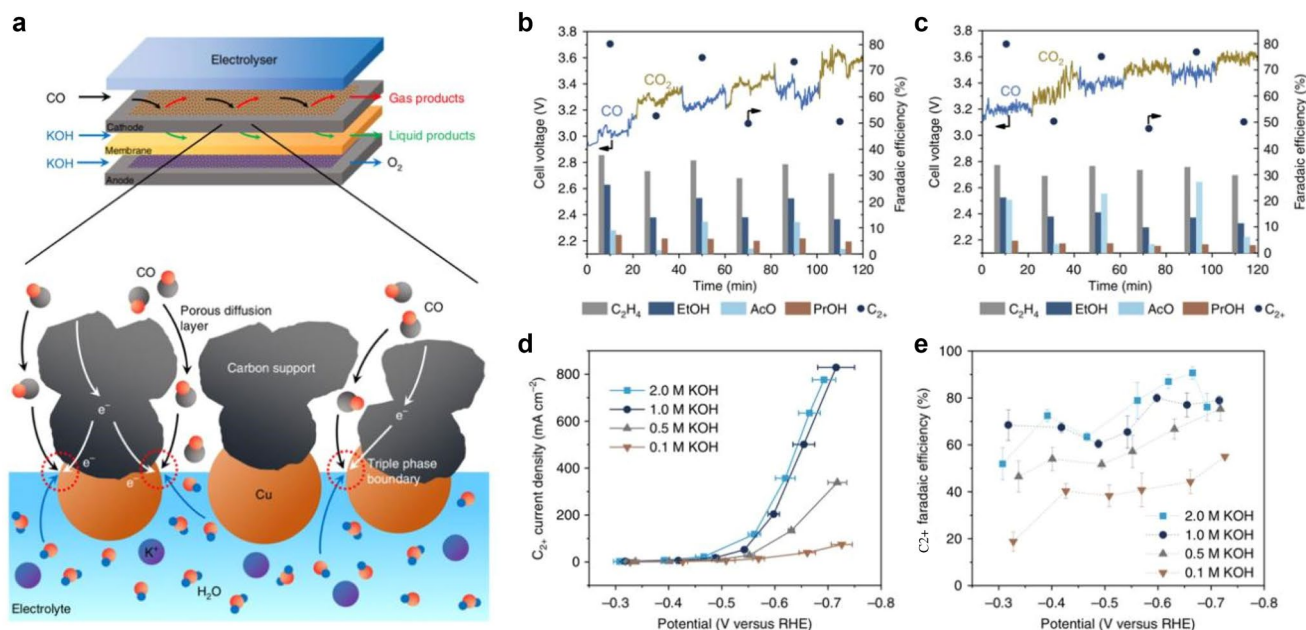 a
Electrolyser
CO
Gas products
Cathode
KOH
Liquid products
Membrane
KOH
O₂
Anode
CO
Porous diffusion
layer
CO
Carbon support
e⁻
e⁻
e⁻
e⁻
Triple phase
boundary
Cu
K⁺
H₂O
Electrolyte
b
3.6
3.4
3.2
3.0
2.8
2.6
2.4
2.2
Cell voltage (V)
CO
CO₂
80
70
60
50
40
30
20
10
0
Faradaic efficiency (%)
0 20 40 60 80 100 120
Time (min)
C₂H₄ EtOH AcO PrOH C₂₊
c
3.6
3.4
3.2
3.0
2.8
2.6
2.4
2.2
Cell voltage (V)
CO
CO₂
80
70
60
50
40
30
20
10
0
Faradaic efficiency (%)
0 20 40 60 80 100 120
Time (min)
C₂H₄ EtOH AcO PrOH C₂₊
d
800
600
400
200
0
C₂₊ current density (mA cm⁻²)
2.0 M KOH
1.0 M KOH
0.5 M KOH
0.1 M KOH
−0.3 −0.4 −0.5 −0.6 −0.7 −0.8
Potential (V versus RHE)
e
100
80
60
40
20
0
C2+ faradaic efficiency (%)
2.0 M KOH
1.0 M KOH
0.5 M KOH
0.1 M KOH
−0.3 −0.4 −0.5 −0.6 −0.7 −0.8
Potential (V versus RHE)